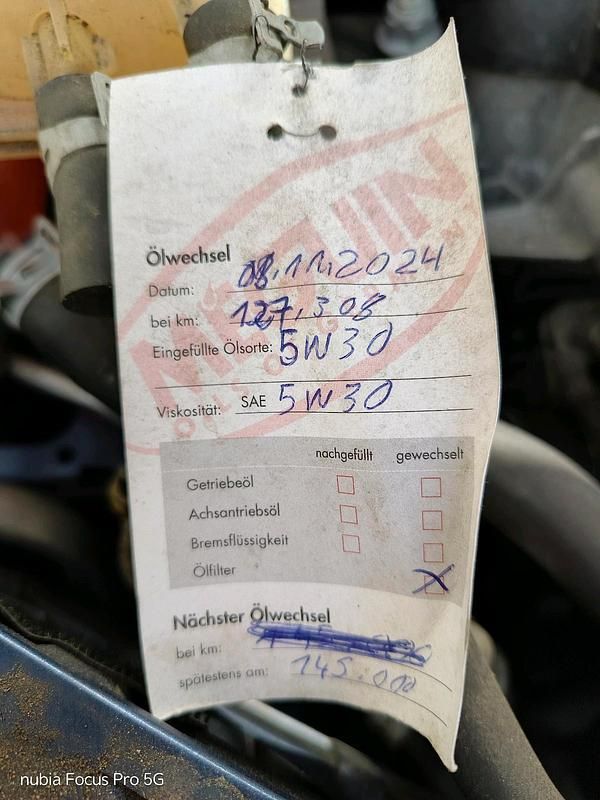 Ölwechsel
Datum: 08.11.2024
bei km: 127.308
Eingefüllte Ölsorte: 5W30
Viskosität: SAE 5W30
nachgefüllt gewechselt
Getriebeöl
Achsantriebsöl
Bremsflüssigkeit
Ölfilter
Nächster Ölwechsel
bei km:
spätestens am: 145.000
nubia Focus Pro 5G